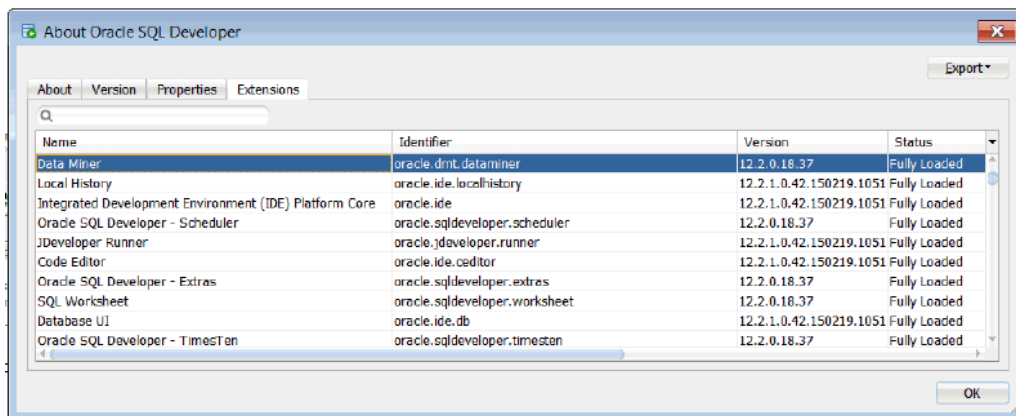 About Oracle SQL Developer
Export
About Version Properties Extensions
Name Identifier Version Status
Data Miner oracle.dmt.dataminer 12.2.0.18.37 Fully Loaded
Local History oracle.ide.localhistory 12.2.1.0.42.150219.1051 Fully Loaded
Integrated Development Environment (IDE) Platform Core oracle.ide 12.2.1.0.42.150219.1051 Fully Loaded
Oracle SQL Developer - Scheduler oracle.sqldeveloper.scheduler 12.2.0.18.37 Fully Loaded
JDeveloper Runner oracle.jdeveloper.runner 12.2.1.0.42.150219.1051 Fully Loaded
Code Editor oracle.ide.ceditor 12.2.1.0.42.150219.1051 Fully Loaded
Oracle SQL Developer - Extras oracle.sqldeveloper.extras 12.2.0.18.37 Fully Loaded
SQL Worksheet oracle.sqldeveloper.worksheet 12.2.0.18.37 Fully Loaded
Database UI oracle.ide.db 12.2.1.0.42.150219.1051 Fully Loaded
Oracle SQL Developer - TimesTen oracle.sqldeveloper.timesten 12.2.0.18.37 Fully Loaded
OK